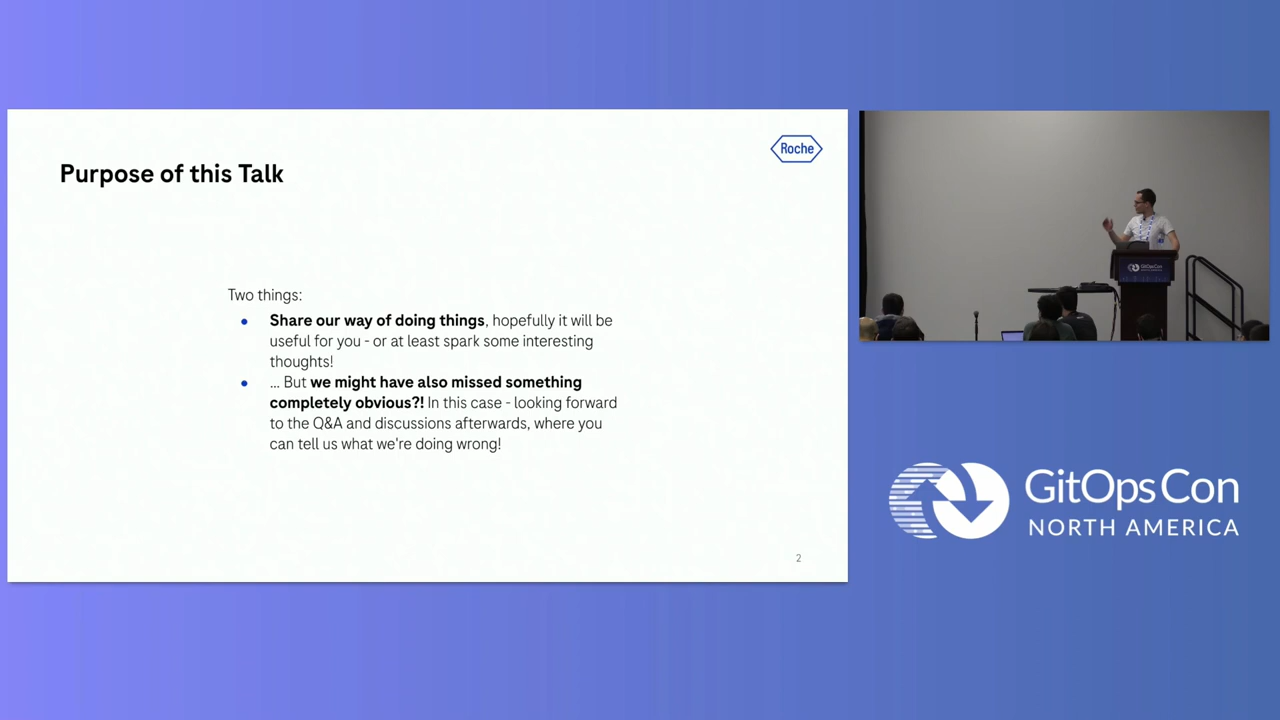 Purpose of this Talk
Roche
Two things:
● Share our way of doing things, hopefully it will be
useful for you - or at least spark some interesting
thoughts!
● ... But we might have also missed something
completely obvious?! In this case - looking forward
to the Q&A and discussions afterwards, where you
can tell us what we're doing wrong!
2
GitOpsCon
GitOpsCon
NORTH AMERICA